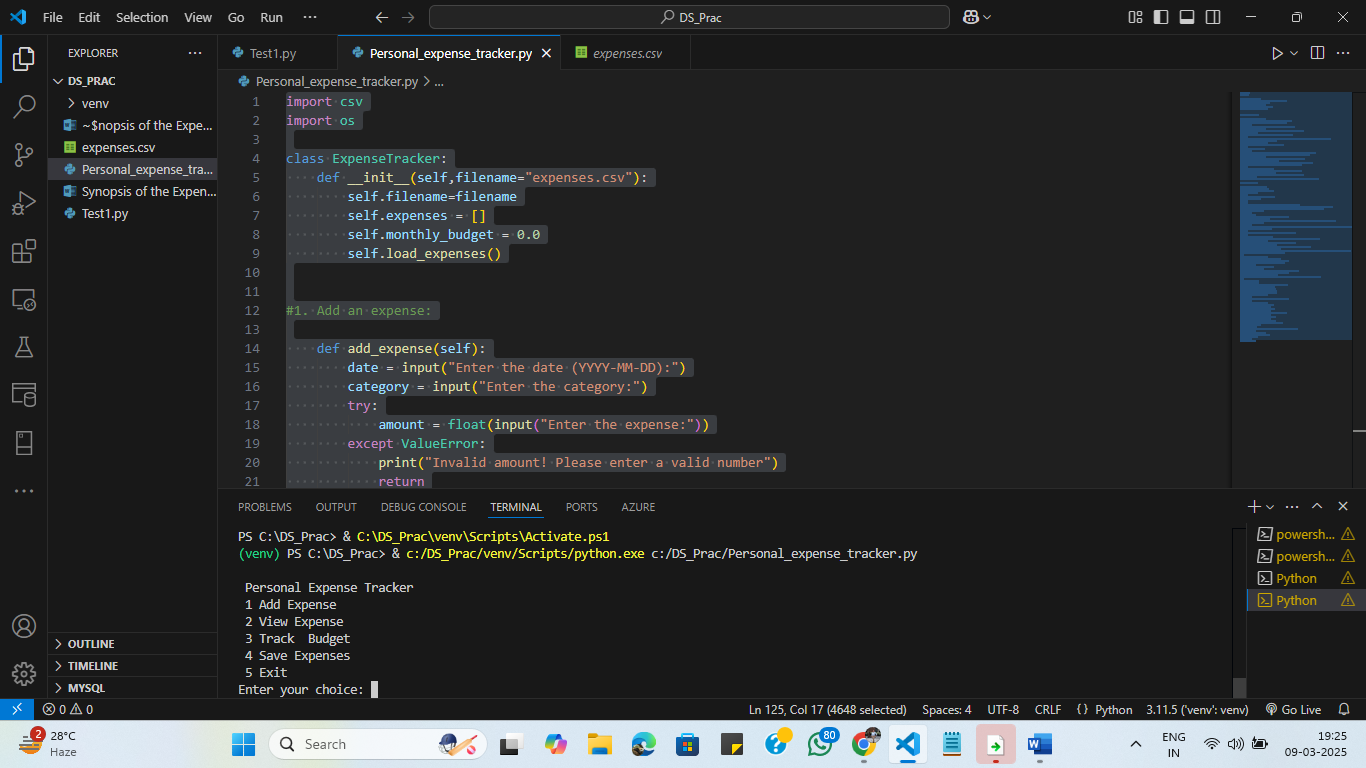 File Edit Selection View Go Run ··· DS_Prac
EXPLORER ···
DS_PRAC
venv
~$nopsis of the Expe...
expenses.csv
Personal_expense_tra...
Synopsis of the Expen...
Test1.py
OUTLINE
TIMELINE
MYSQL
Test1.py Personal_expense_tracker.py expenses.csv
Personal_expense_tracker.py > ...
1 import csv
2 import os
3
4 class ExpenseTracker:
5 def __init__(self,filename="expenses.csv"):
6 self.filename=filename
7 self.expenses = []
8 self.monthly_budget = 0.0
9 self.load_expenses()
10
11
12 #1. Add an expense:
13
14 def add_expense(self):
15 date = input("Enter the date (YYYY-MM-DD):")
16 category = input("Enter the category:")
17 try:
18 amount = float(input("Enter the expense:"))
19 except ValueError:
20 print("Invalid amount! Please enter a valid number")
21 return
PROBLEMS OUTPUT DEBUG CONSOLE TERMINAL PORTS AZURE
PS C:\DS_Prac> & C:\DS_Prac\venv\Scripts\Activate.ps1
(venv) PS C:\DS_Prac> & c:/DS_Prac/venv/Scripts/python.exe c:/DS_Prac/Personal_expense_tracker.py
Personal Expense Tracker
1 Add Expense
2 View Expense
3 Track  Budget
4 Save Expenses
5 Exit
Enter your choice:
powersh...
powersh...
Python
Python
0 0 Ln 125, Col 17 (4648 selected) Spaces: 4 UTF-8 CRLF {} Python 3.11.5 ('venv': venv) Go Live
2 28°C
Haze
Search
80
ENG
IN
19:25
09-03-2025